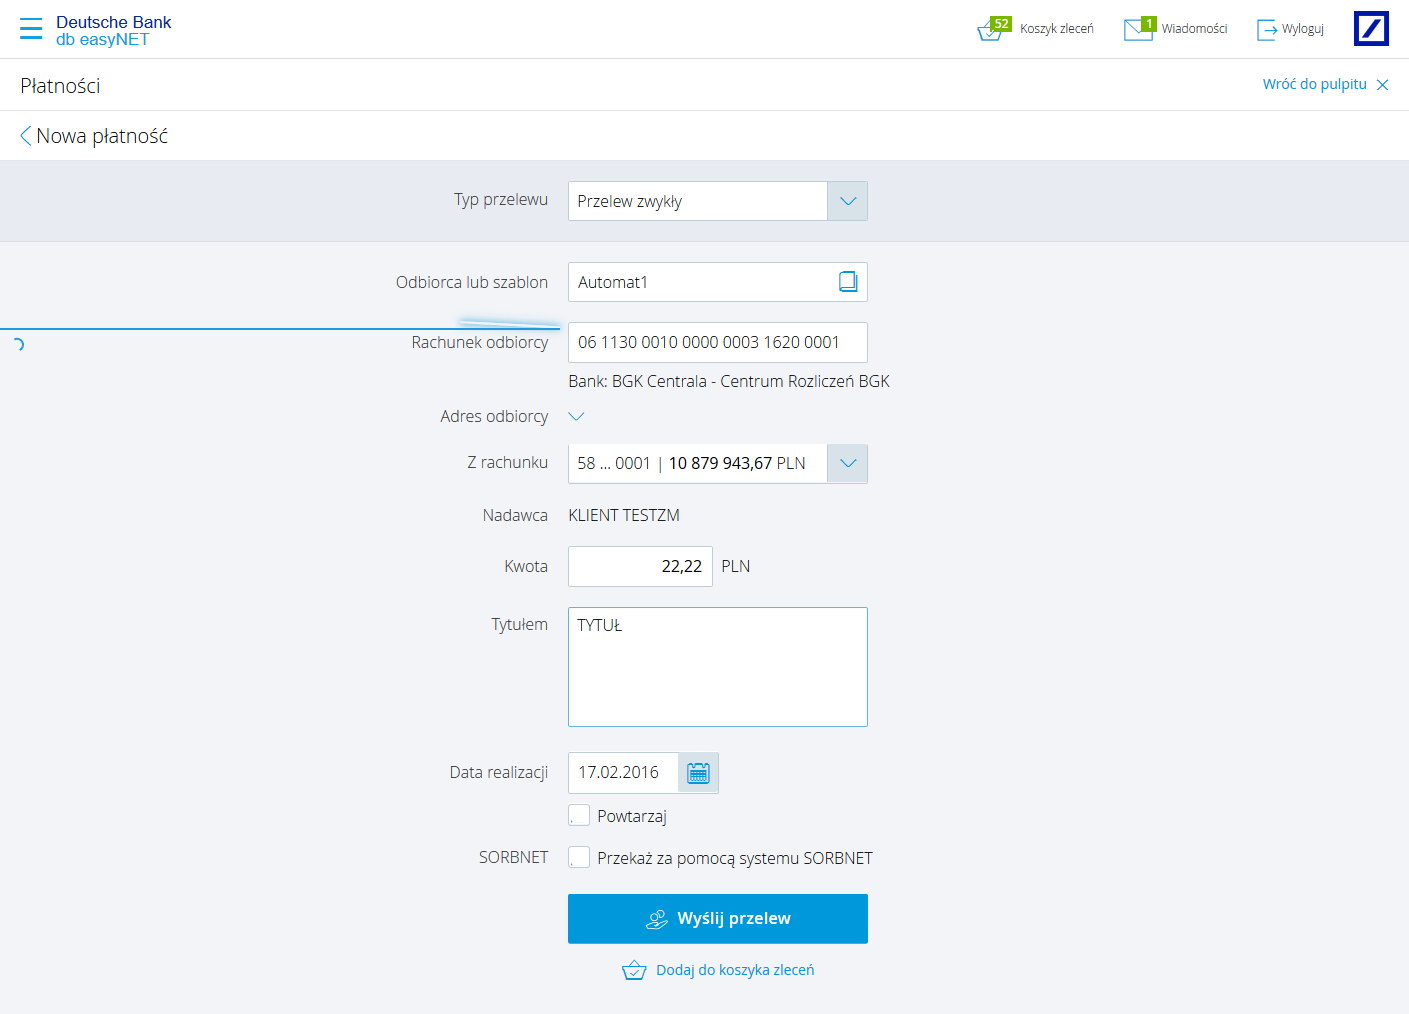 Deutsche Bank
db easyNET
52
Koszyk zleceń
1
Wiadomości
Wyloguj
Płatności
Wróć do pulpitu
Nowa płatność
Typ przelewu
Przelew zwykły
Odbiorca lub szablon
Automat1
Rachunek odbiorcy
06 1130 0010 0000 0003 1620 0001
Bank: BGK Centrala - Centrum Rozliczeń BGK
Adres odbiorcy
Z rachunku
58 ... 0001 | 10 879 943,67 PLN
Nadawca
KLIENT TESTZM
Kwota
22,22 PLN
Tytułem
TYTUŁ
Data realizacji
17.02.2016
Powtarzaj
SORBNET
Przekaż za pomocą systemu SORBNET
Wyślij przelew
Dodaj do koszyka zleceń